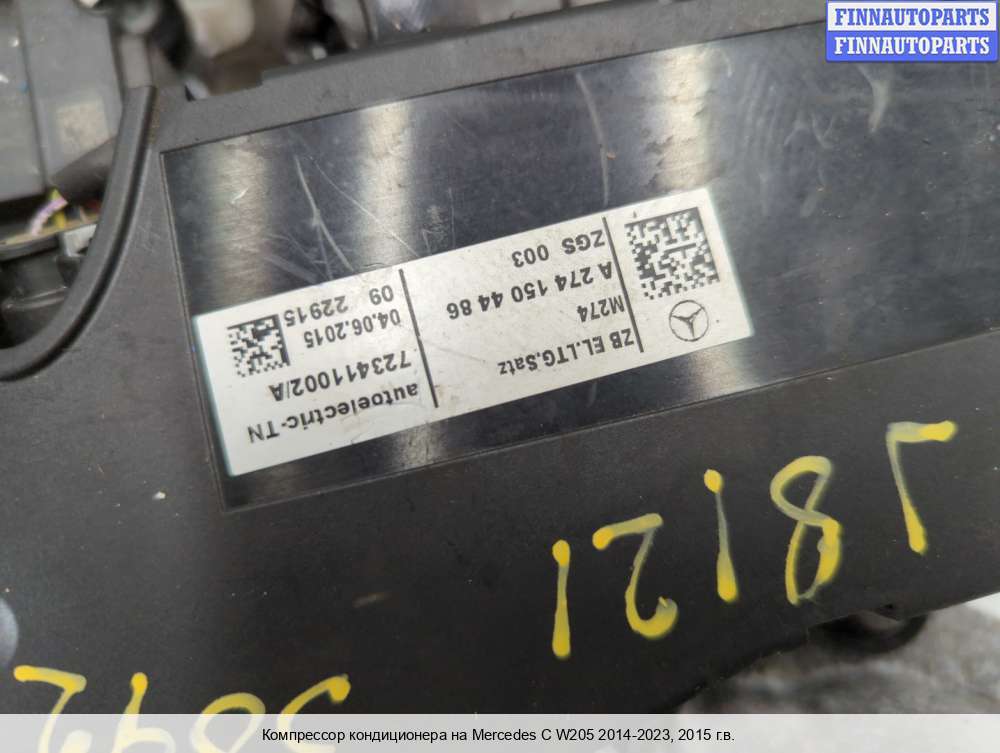 FINNAUTOPARTS
FINNAUTOPARTS
ZB EL.LTG.Satz
M274
A 274 150 44 86
ZGS 003
autoelectric-TN
723411002/A
04.06.2015
09 22915
L8121
Компрессор кондиционера на Mercedes C W205 2014-2023, 2015 г.в.